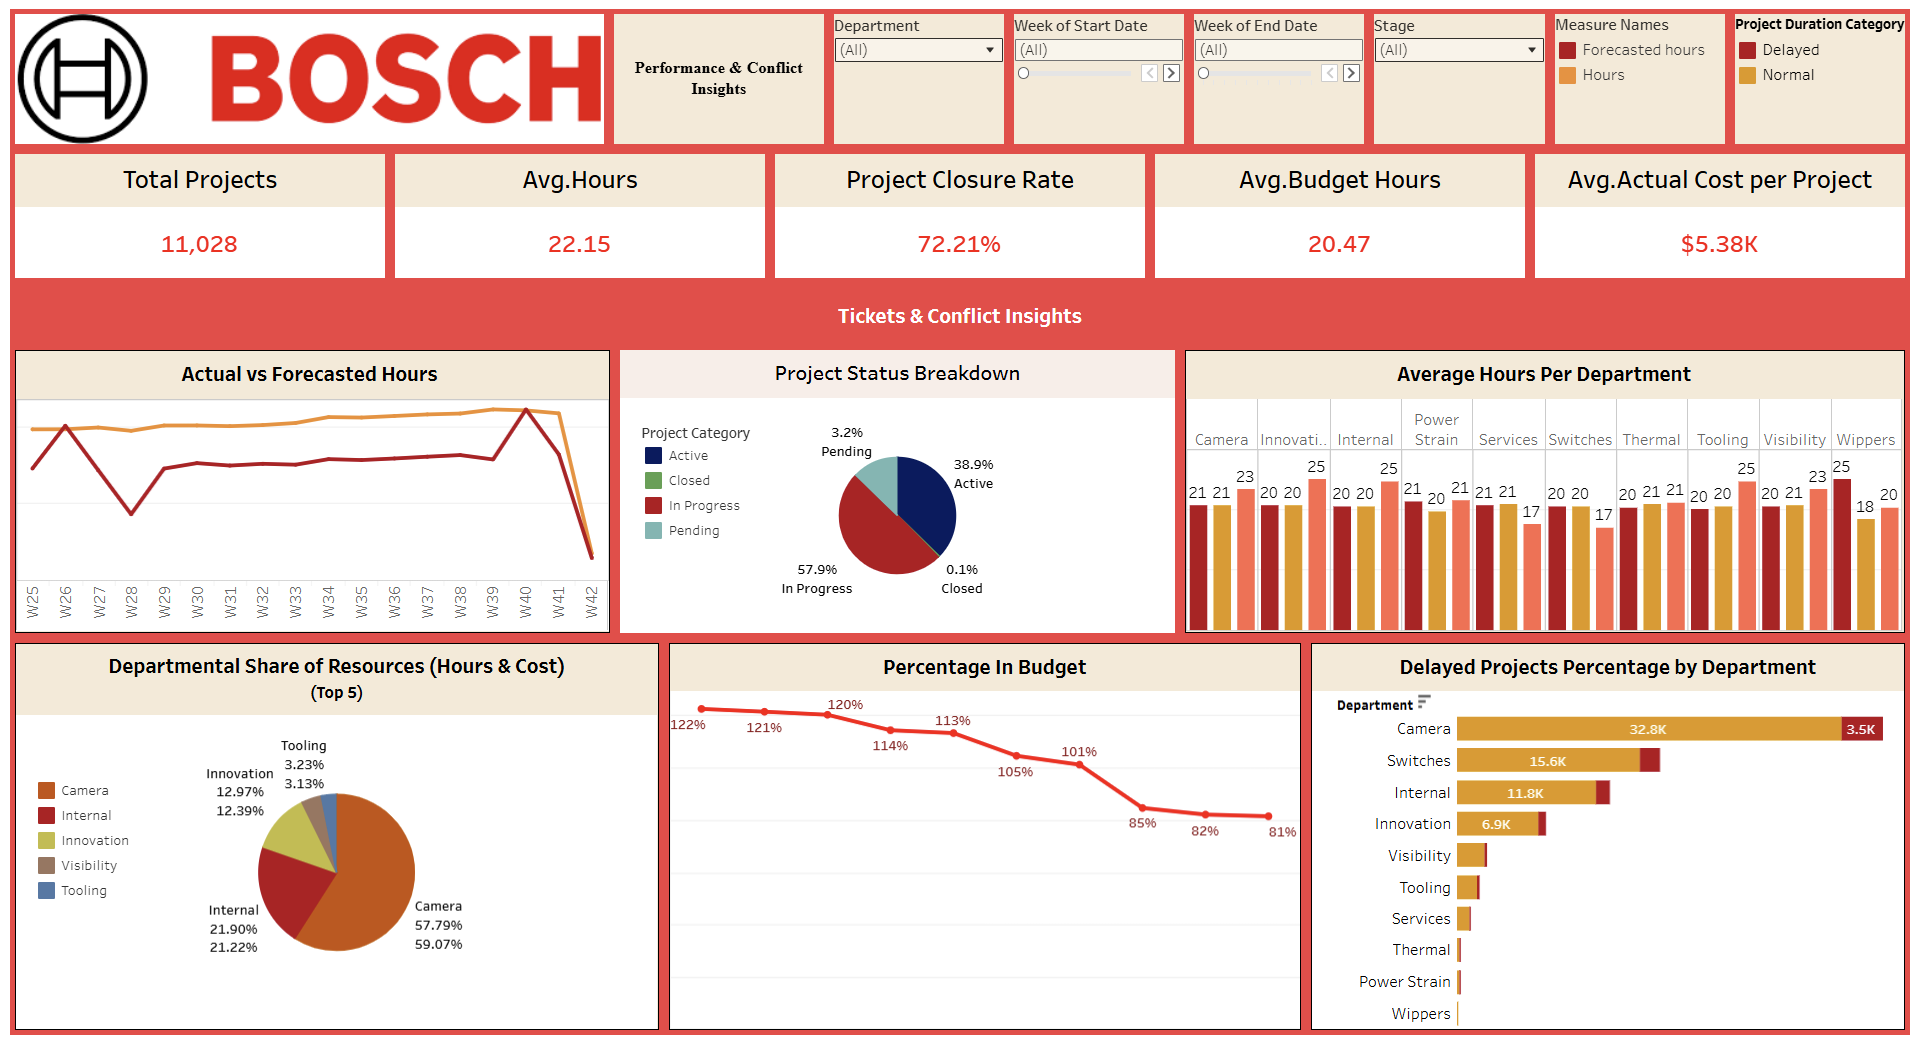 BOSCH
Performance & Conflict
Insights
Department
(All)
Week of Start Date
(All)
Week of End Date
(All)
Stage
(All)
Measure Names
Forecasted hours
Hours
Project Duration Category
Delayed
Normal
Total Projects
11,028
Avg.Hours
22.15
Project Closure Rate
72.21%
Avg.Budget Hours
20.47
Avg.Actual Cost per Project
$5.38K
Tickets & Conflict Insights
Actual vs Forecasted Hours
W25
W26
W27
W28
W29
W30
W31
W32
W33
W34
W35
W36
W37
W38
W39
W40
W41
W42
Project Status Breakdown
Project Category
Active
Closed
In Progress
Pending
3.2%
Pending
38.9%
Active
57.9%
In Progress
0.1%
Closed
Average Hours Per Department
Camera
Innovati..
Internal
Power
Strain
Services
Switches
Thermal
Tooling
Visibility
Wippers
21 21 23
20 20 25
20 20 25
21 20 21
21 21 17
20 20 17
20 21 21
20 20 25
20 21 23
25 18 20
Departmental Share of Resources (Hours & Cost)
(Top 5)
Camera
Internal
Innovation
Visibility
Tooling
Tooling
3.23%
3.13%
Innovation
12.97%
12.39%
Internal
21.90%
21.22%
Camera
57.79%
59.07%
Percentage In Budget
122%
121%
120%
114%
113%
105%
101%
85%
82%
81%
Delayed Projects Percentage by Department
Department
Camera 32.8K 3.5K
Switches 15.6K
Internal 11.8K
Innovation 6.9K
Visibility
Tooling
Services
Thermal
Power Strain
Wippers